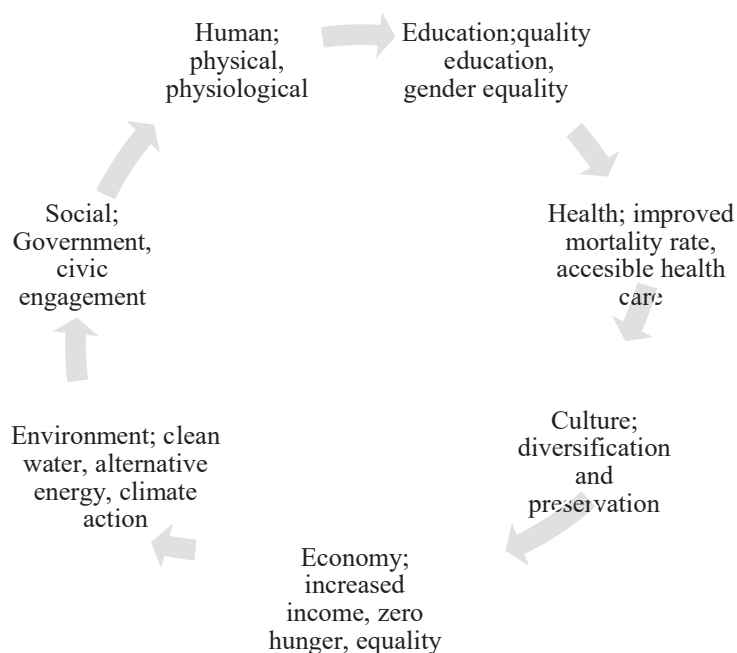 Human;
physical,
physiological
Education;quality
education,
gender equality
Health; improved
mortality rate,
accesible health
care
Culture;
diversification
and
preservation
Economy;
increased
income, zero
hunger, equality
Environment; clean
water, alternative
energy, climate
action
Social;
Government,
civic
engagement